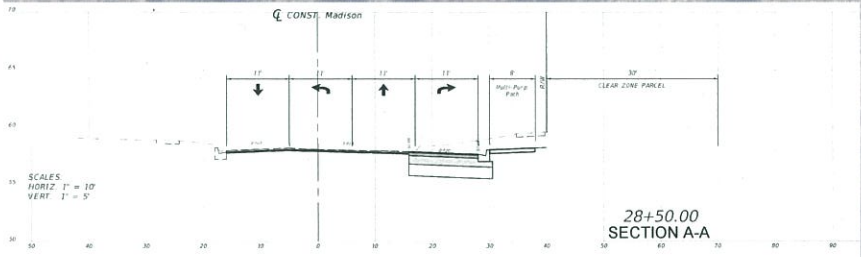 70
℄ CONST. Madison
65
11' 11' 11' 11' 8' 30'
Multi-Purp
Path
R/W
CLEAR ZONE PARCEL
60
55
SCALES
HORIZ. 1" = 10'
VERT. 1" = 5'
28+50.00
SECTION A-A
50
50 40 30 20 10 0 10 20 30 40 50 60 70 80 90